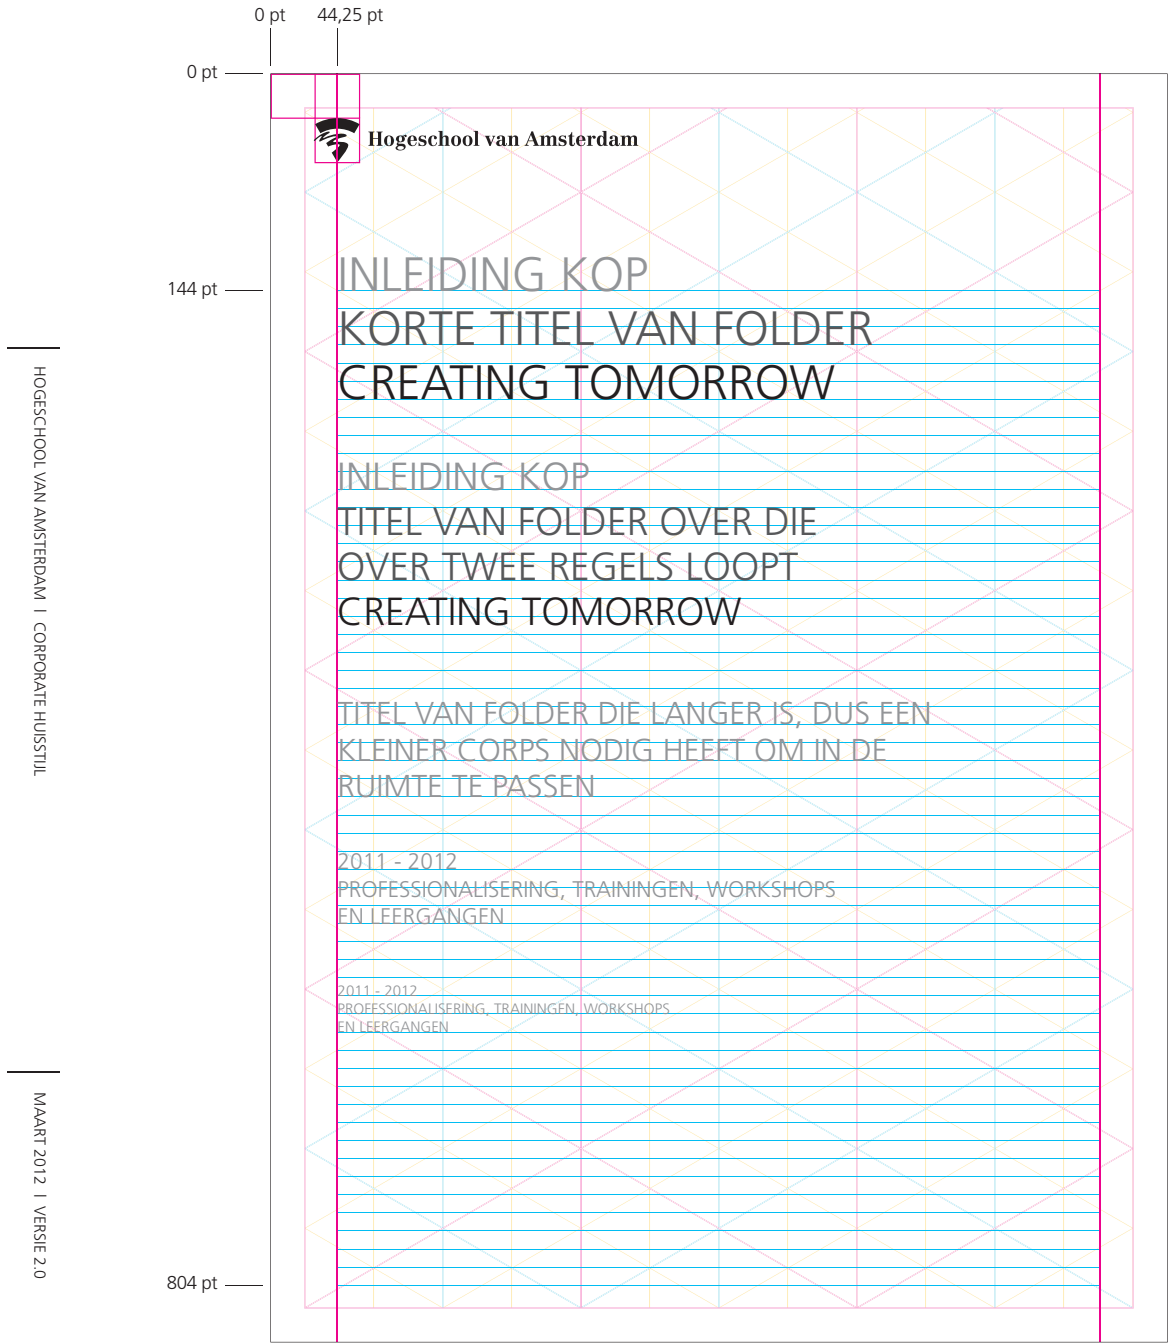 0 pt
44,25 pt
0 pt
Hogeschool van Amsterdam
INLEIDING KOP
144 pt
KORTE TITEL VAN FOLDER
CREATING TOMORROW
INLEIDING KOP
TITEL VAN FOLDER OVER DIE
OVER TWEE REGELS LOOPT
CREATING TOMORROW
TITEL VAN FOLDER DIE LANGER IS, DUS EEN
KLEINER CORPS NODIG HEEFT OM IN DE
RUIMTE TE PASSEN
2011 - 2012
PROFESSIONALISERING, TRAININGEN, WORKSHOPS
EN LEERGANGEN
2011 - 2012
PROFESSIONALISERING, TRAININGEN, WORKSHOPS
EN LEERGANGEN
804 pt
HOGESCHOOL VAN AMSTERDAM I CORPORATE HUISSTIJL
MAART 2012 I VERSIE 2.0